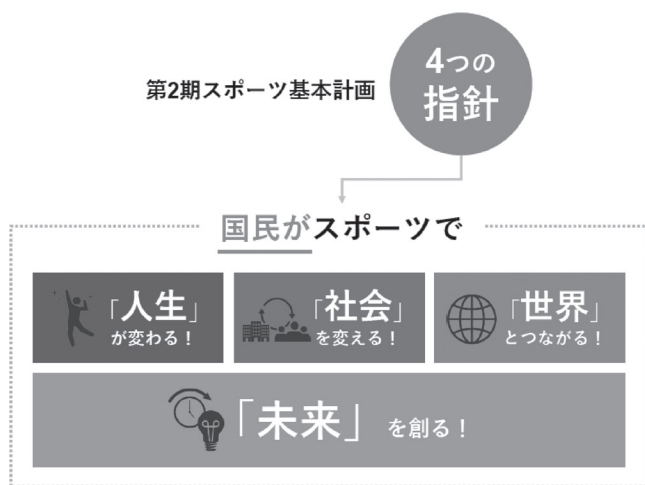 4つの
指針
第2期スポーツ基本計画
国民がスポーツで
「人生」
が変わる！
「社会」
を変える！
「世界」
とつながる！
「未来」を創る！